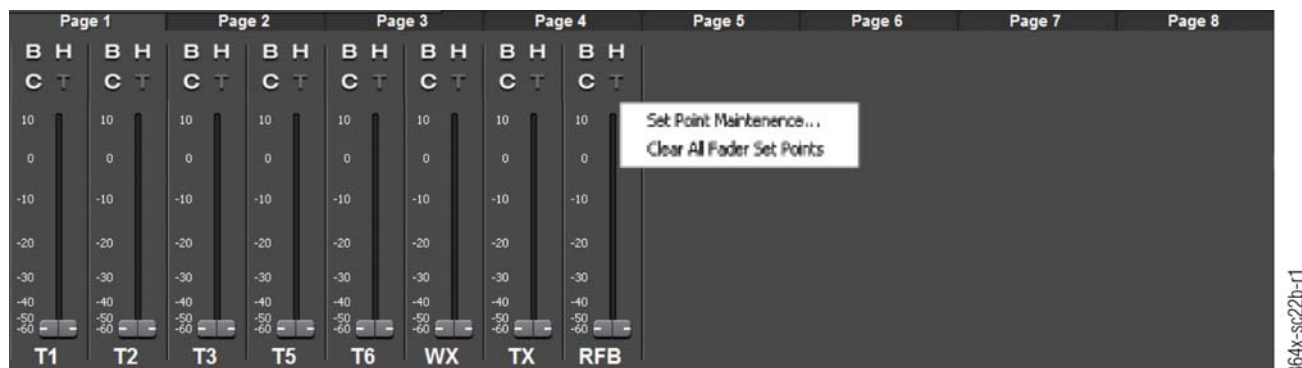 Page 1 Page 2 Page 3 Page 4 Page 5 Page 6 Page 7 Page 8
B H B H B H B H B H B H B H B H
C T C T C T C T C T C T C T C T
10 10 10 10 10 10 10 10
Set Point Maintenence...
Clear All Fader Set Points
0 0 0 0 0 0 0 0
-10 -10 -10 -10 -10 -10 -10 -10
-20 -20 -20 -20 -20 -20 -20 -20
-30 -30 -30 -30 -30 -30 -30 -30
-40 -40 -40 -40 -40 -40 -40 -40
-50 -50 -50 -50 -50 -50 -50 -50
-60 -60 -60 -60 -60 -60 -60 -60
T1 T2 T3 T5 T6 WX TX RFB
364x-sc22b-r1